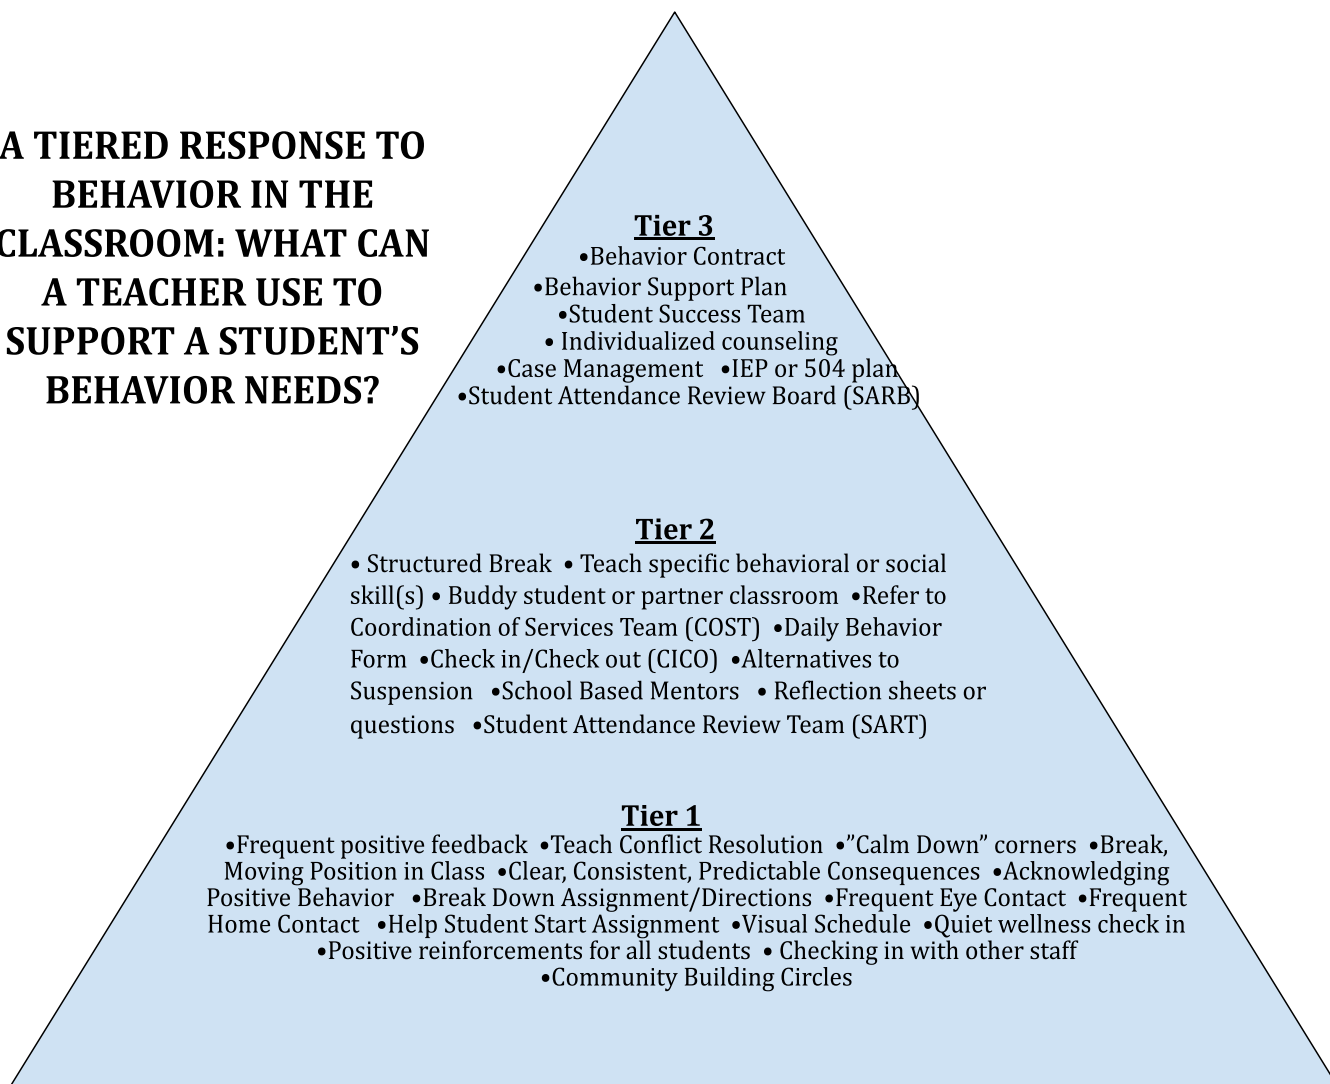 A TIERED RESPONSE TO
BEHAVIOR IN THE
CLASSROOM: WHAT CAN
A TEACHER USE TO
SUPPORT A STUDENT’S
BEHAVIOR NEEDS?
Tier 3
•Behavior Contract
•Behavior Support Plan
•Student Success Team
• Individualized counseling
•Case Management •IEP or 504 plan
•Student Attendance Review Board (SARB)
Tier 2
• Structured Break • Teach specific behavioral or social
skill(s) • Buddy student or partner classroom •Refer to
Coordination of Services Team (COST) •Daily Behavior
Form •Check in/Check out (CICO) •Alternatives to
Suspension •School Based Mentors • Reflection sheets or
questions •Student Attendance Review Team (SART)
Tier 1
•Frequent positive feedback •Teach Conflict Resolution •”Calm Down” corners •Break,
Moving Position in Class •Clear, Consistent, Predictable Consequences •Acknowledging
Positive Behavior •Break Down Assignment/Directions •Frequent Eye Contact •Frequent
Home Contact •Help Student Start Assignment •Visual Schedule •Quiet wellness check in
•Positive reinforcements for all students • Checking in with other staff
•Community Building Circles